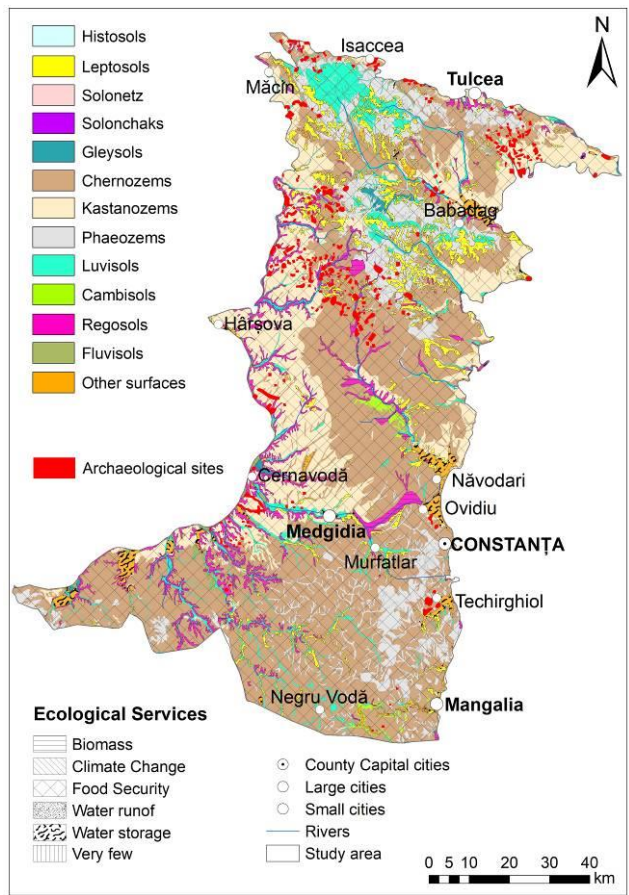 Histosols
Leptosols
Solonetz
Solonchaks
Gleysols
Chernozems
Kastanozems
Phaeozems
Luvisols
Cambisols
Regosols
Fluvisols
Other surfaces
Archaeological sites
N
Isaccea
Măcin
Tulcea
Babadag
Hârșova
Cernavodă
Năvodari
Ovidiu
Medgidia
CONSTANȚA
Murfatlar
Techirghiol
Negru Vodă
Mangalia
Ecological Services
Biomass
Climate Change
Food Security
Water runof
Water storage
Very few
County Capital cities
Large cities
Small cities
Rivers
Study area
0 5 10 20 30 40
km